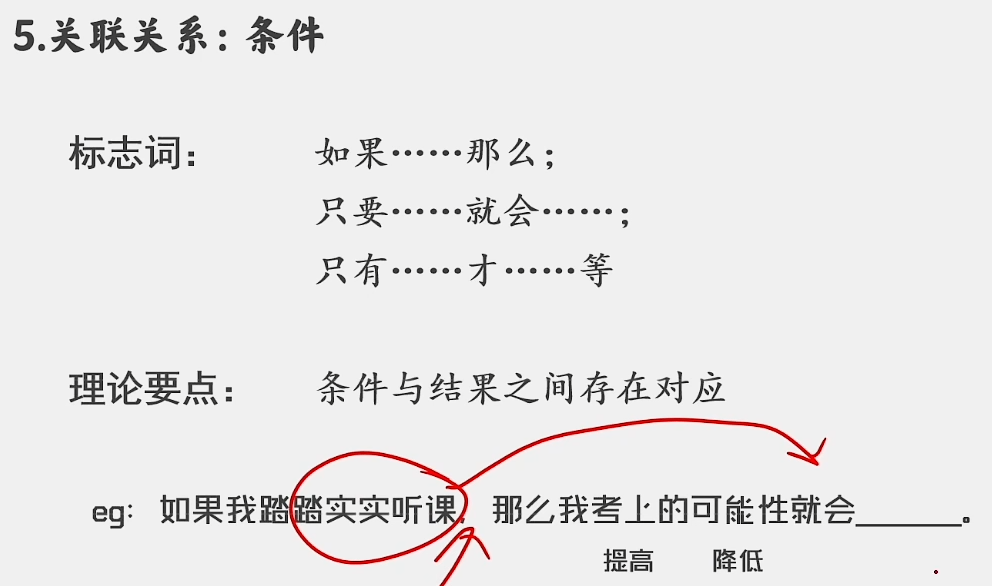 5.关联关系：条件
标志词： 如果……那么；
只要……就会……；
只有……才……等
理论要点： 条件与结果之间存在对应
eg: 如果我踏踏实实听课，那么我考上的可能性就会______。
提高 降低